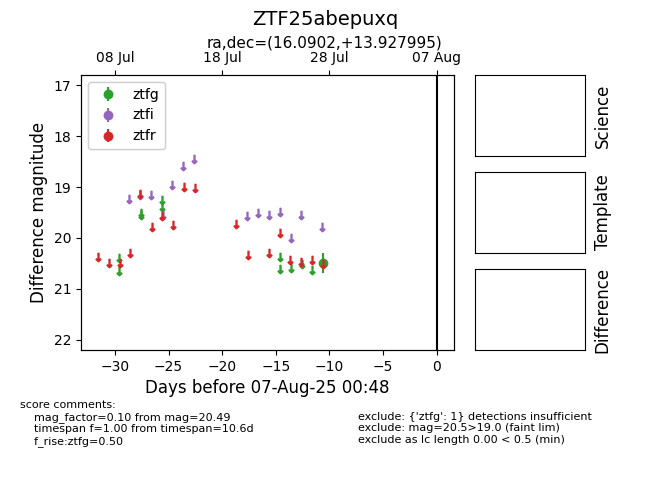 ZTF25abepuxq
ra,dec=(16.0902,+13.927995)
08 Jul 18 Jul 28 Jul 07 Aug
ztfg
ztfi
ztfr
17
18
19
20
21
22
Difference magnitude
−30 −25 −20 −15 −10 −5 0
Days before 07-Aug-25 00:48
Science
Template
Difference
score comments:
mag_factor=0.10 from mag=20.49
timespan f=1.00 from timespan=10.6d
f_rise:ztfg=0.50
exclude: {'ztfg': 1} detections insufficient
exclude: mag=20.5>19.0 (faint lim)
exclude as lc length 0.00 < 0.5 (min)